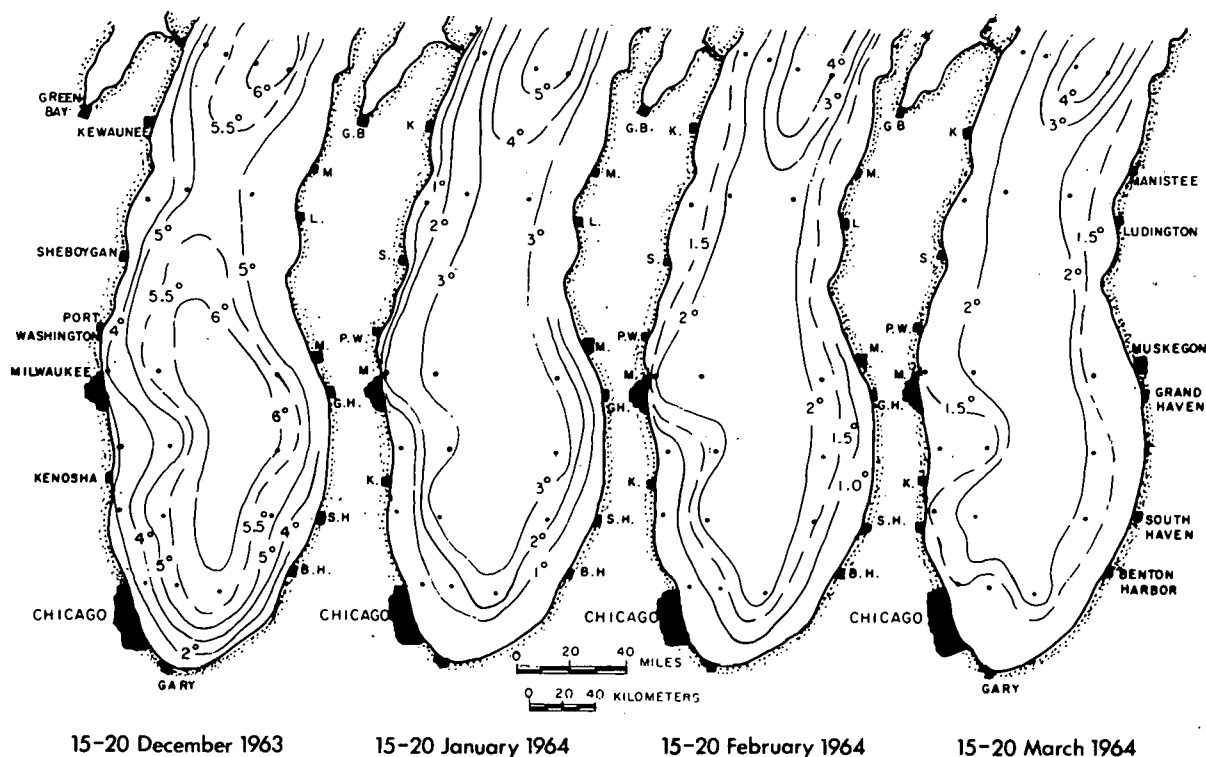 GREEN
BAY
KEWAUNEE
SHEBOYGAN
PORT
WASHINGTON
MILWAUKEE
KENOSHA
CHICAGO
GARY
M.
L.
M.
G.H.
S.H
B.H.
6°
5.5°
5°
5°
5.5°
6°
4°
6°
5.5
4°
4°
5°
5°
2°
15-20 December 1963
G.B
K
S.
P.W.
M.
K.
CHICAGO
M.
L.
M.
GH.
S.H.
B.H
5°
4°
1°
2°
3°
3°
3°
2°
1°
0 20 40 MILES
0 20 40 KILOMETERS
15-20 January 1964
G.B.
K.
S.
P.W.
M.
K.
CHICAGO
M.
L
M.
G.H.
S.H.
B.H.
4°
3°
1.5
2°
2°
1.5°
1.0°
15-20 February 1964
G B
K
S.
P.W.
M.
K.
CHICAGO
GARY
MANISTEE
LUDINGTON
MUSKEGON
GRAND
HAVEN
SOUTH
HAVEN
BENTON
HARBOR
4°
3°
1.5°
2°
2°
1.5°
15-20 March 1964